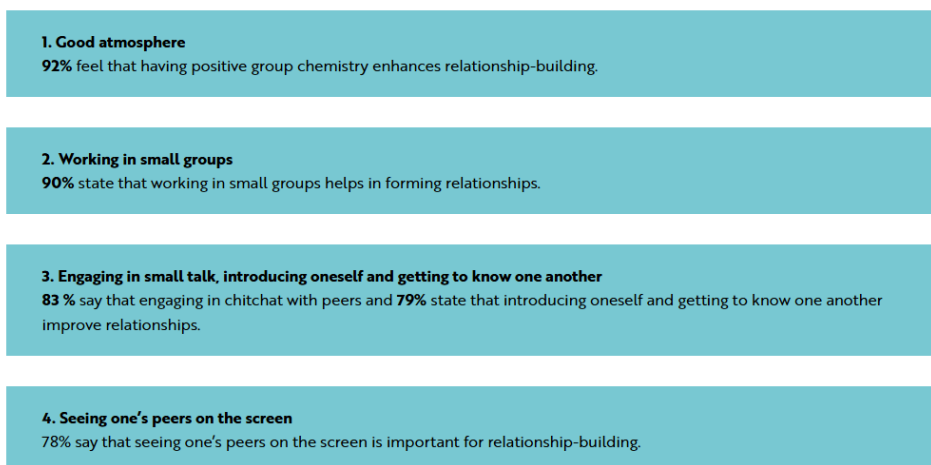 1. Good atmosphere
92% feel that having positive group chemistry enhances relationship-building.
2. Working in small groups
90% state that working in small groups helps in forming relationships.
3. Engaging in small talk, introducing oneself and getting to know one another
83 % say that engaging in chitchat with peers and 79% state that introducing oneself and getting to know one another
improve relationships.
4. Seeing one's peers on the screen
78% say that seeing one's peers on the screen is important for relationship-building.